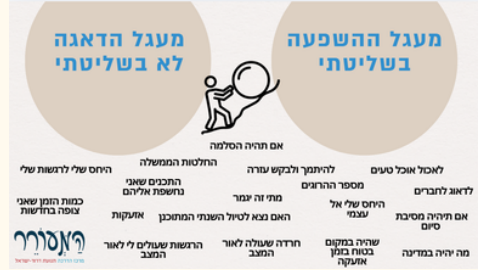 מעגל ההשפעה
בשליטתי
מעגל הדאגה
לא בשליטתי
אם תהיה הסלמה
החלטות הממשלה
לאכול אוכל טעים
להיתמך ולבקש עזרה
היחס שלי לרגשות שלי
התכנים שאני
נחשפת אליהם
מספר ההרוגים
לדאוג לחברים
מתי זה יגמר
היחס שלי אל
עצמי
כמות הזמן שאני
צופה בחדשות
אם תיהיה מסיבת
סיום
האם נצא לטיול השנתי המתוכנן
אזעקות
מה יהיה במדינה
שהיה במקום
בטוח בזמן
אזעקה
חרדה שעולה לאור
המצב
הרגשות שעולים לי לאור
המצב
הַמְּעוֹרֵר